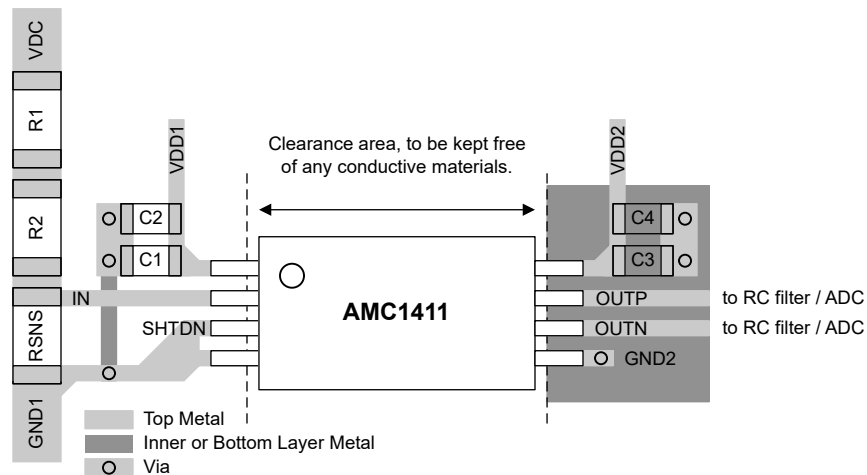 VDC
R1
R2
RSNS
GND1
VDD1
C2
C1
IN
SHTDN
Clearance area, to be kept free
of any conductive materials.
AMC1411
VDD2
C4
C3
OUTP
to RC filter / ADC
OUTN
to RC filter / ADC
GND2
Top Metal
Inner or Bottom Layer Metal
Via